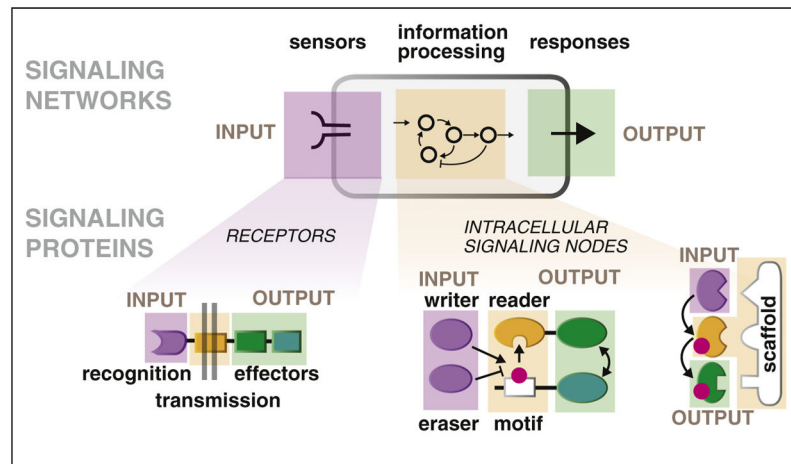 sensors
information
processing
responses
SIGNALING
NETWORKS
INPUT
OUTPUT
SIGNALING
PROTEINS
RECEPTORS
INTRACELLULAR
SIGNALING NODES
INPUT
OUTPUT
recognition
effectors
transmission
INPUT
OUTPUT
writer
reader
eraser
motif
INPUT
scaffold
OUTPUT